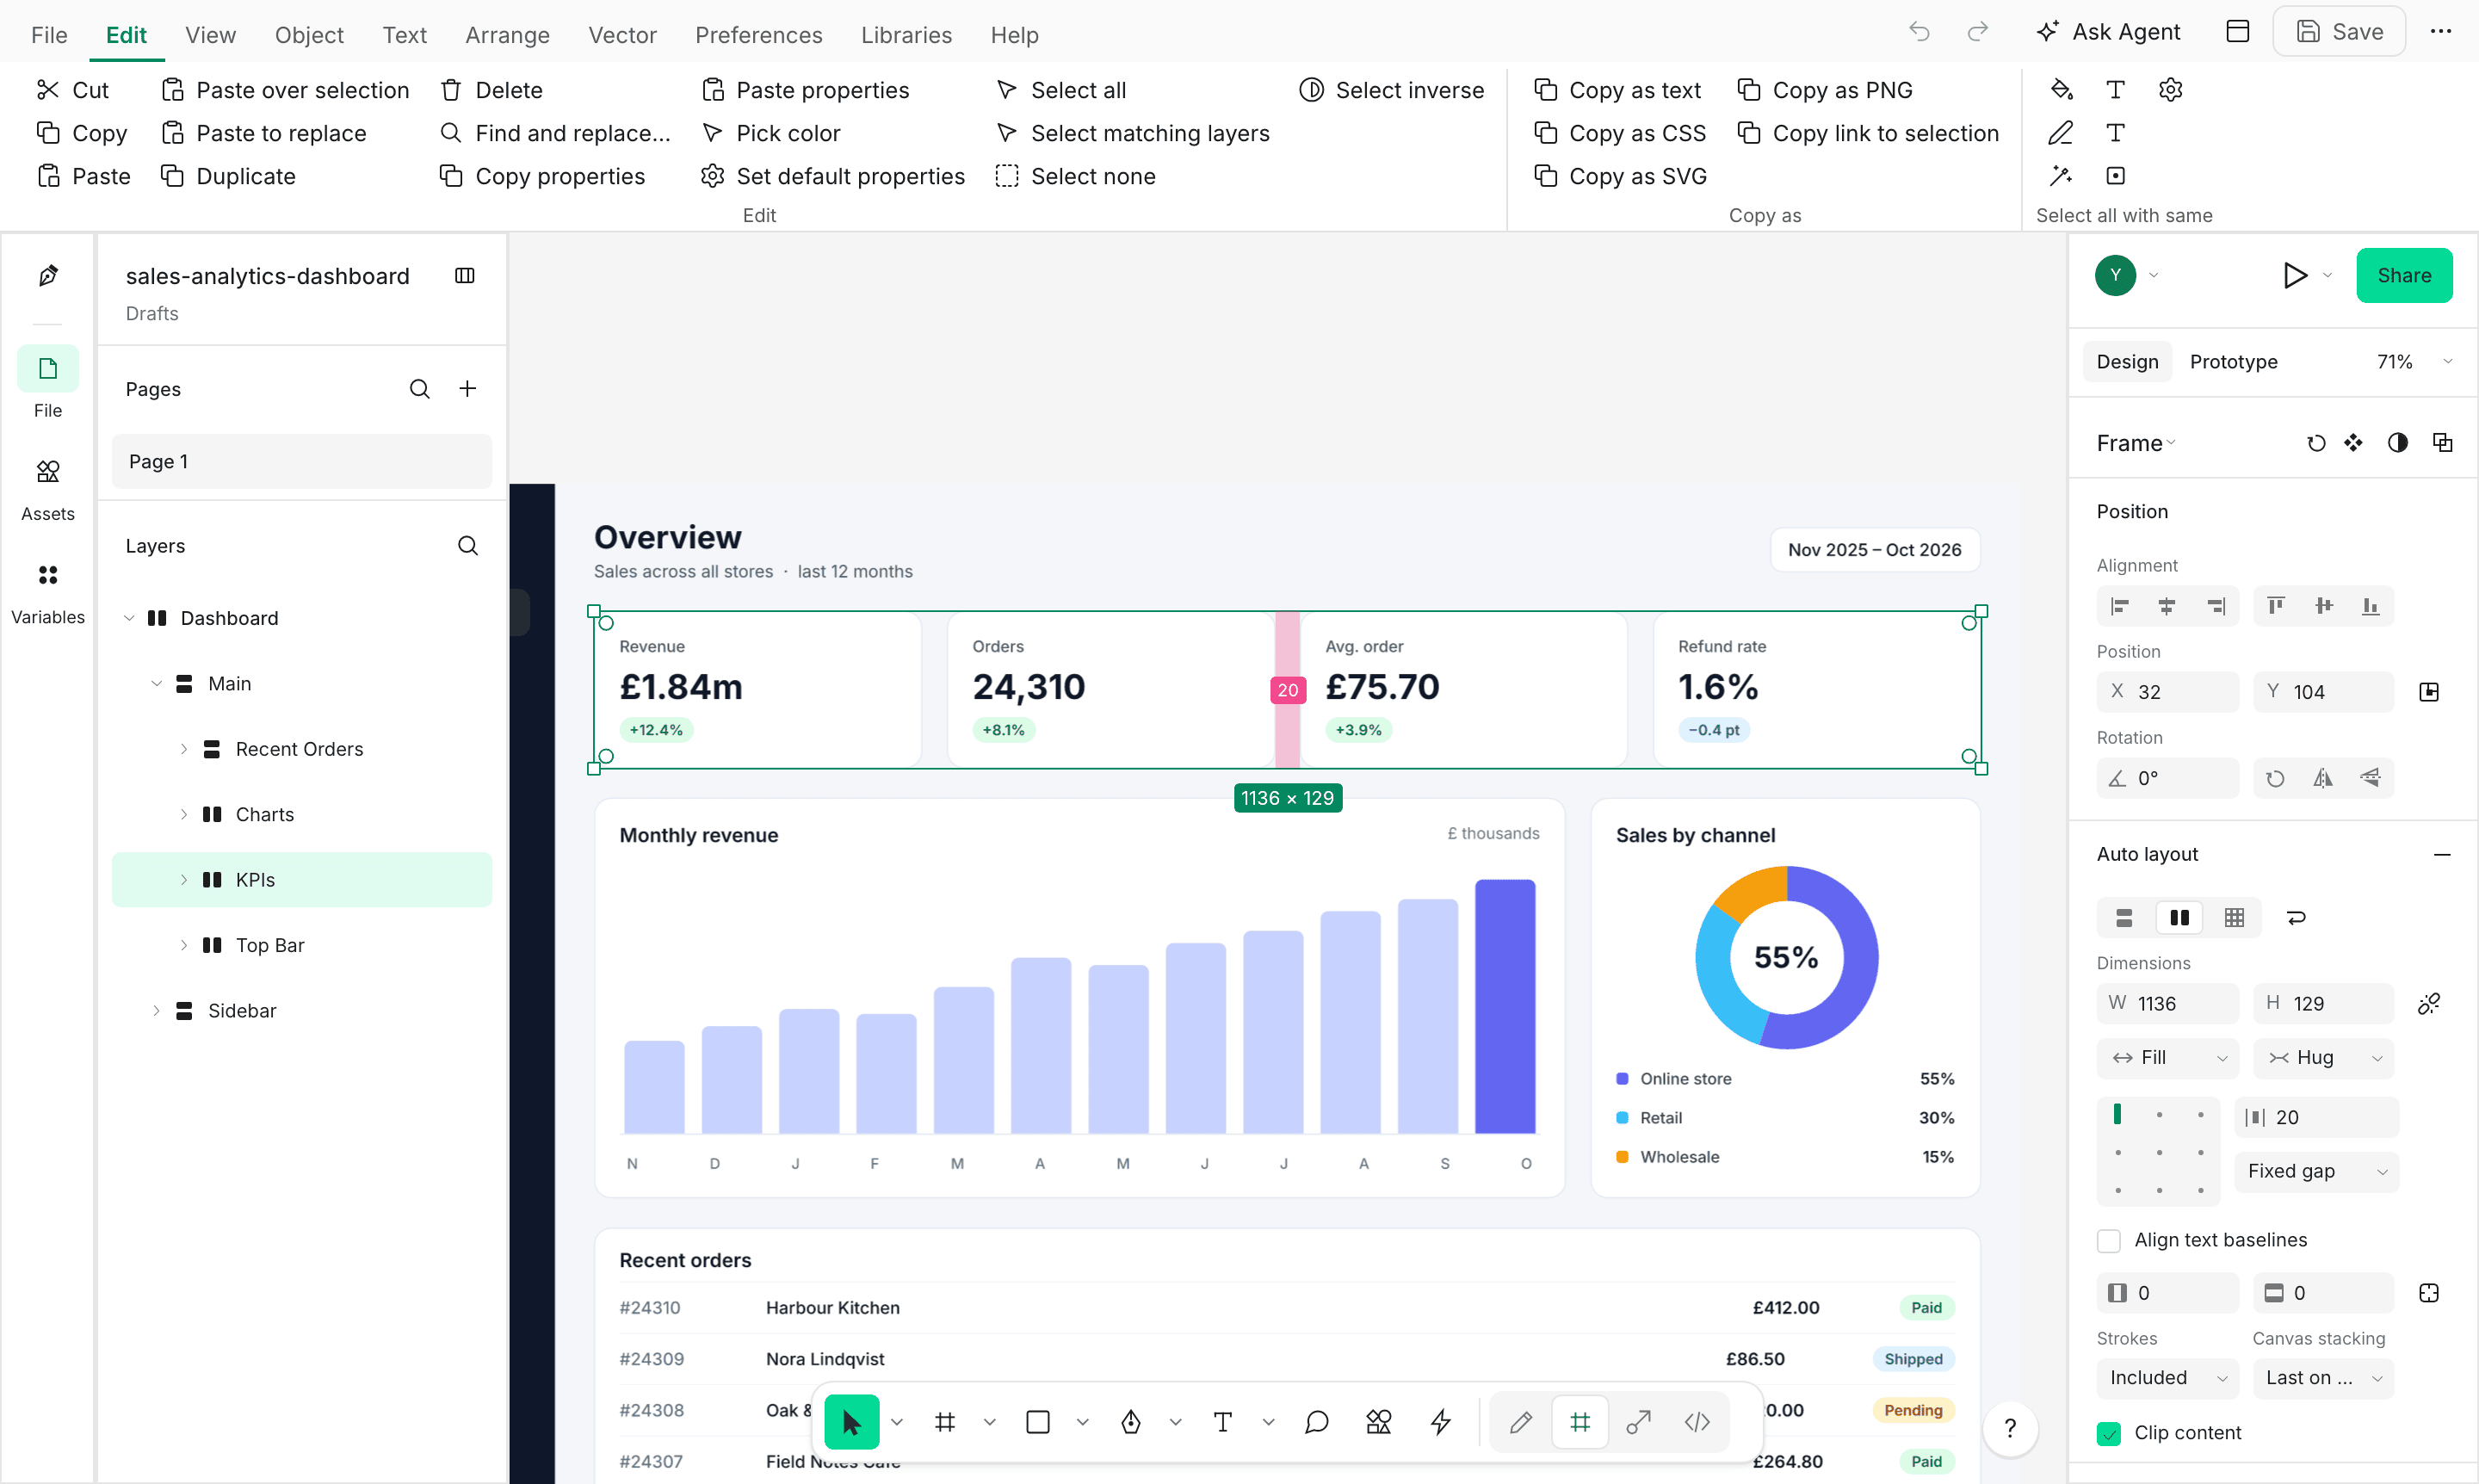 File Edit View Object Text Arrange Vector Preferences Libraries Help Ask Agent Save
Cut Paste over selection Delete Paste properties Select all Select inverse Copy as text Copy as PNG
Copy Paste to replace Find and replace... Pick color Select matching layers Copy as CSS Copy link to selection
Paste Duplicate Copy properties Set default properties Select none Copy as SVG
Edit Copy as Select all with same
File
Assets
Variables
sales-analytics-dashboard
Drafts
Pages
Page 1
Layers
Dashboard
Main
Recent Orders
Charts
KPIs
Top Bar
Sidebar
Overview
Sales across all stores · last 12 months
Nov 2025 – Oct 2026
Revenue
£1.84m
+12.4%
Orders
24,310
+8.1%
20
Avg. order
£75.70
+3.9%
Refund rate
1.6%
−0.4 pt
1136 × 129
Monthly revenue £ thousands
N D J F M A M J J A S O
Sales by channel
55%
Online store 55%
Retail 30%
Wholesale 15%
Recent orders
#24310 Harbour Kitchen £412.00 Paid
#24309 Nora Lindqvist £86.50 Shipped
#24308 Oak & 0.00 Pending
#24307 Field Notes Cafe £264.80 Paid
?
Y Share
Design Prototype 71%
Frame
Position
Alignment
Position
X 32 Y 104
Rotation
0°
Auto layout
Dimensions
W 1136 H 129
Fill Hug
20
Fixed gap
Align text baselines
0 0
Strokes Canvas stacking
Included Last on ...
Clip content